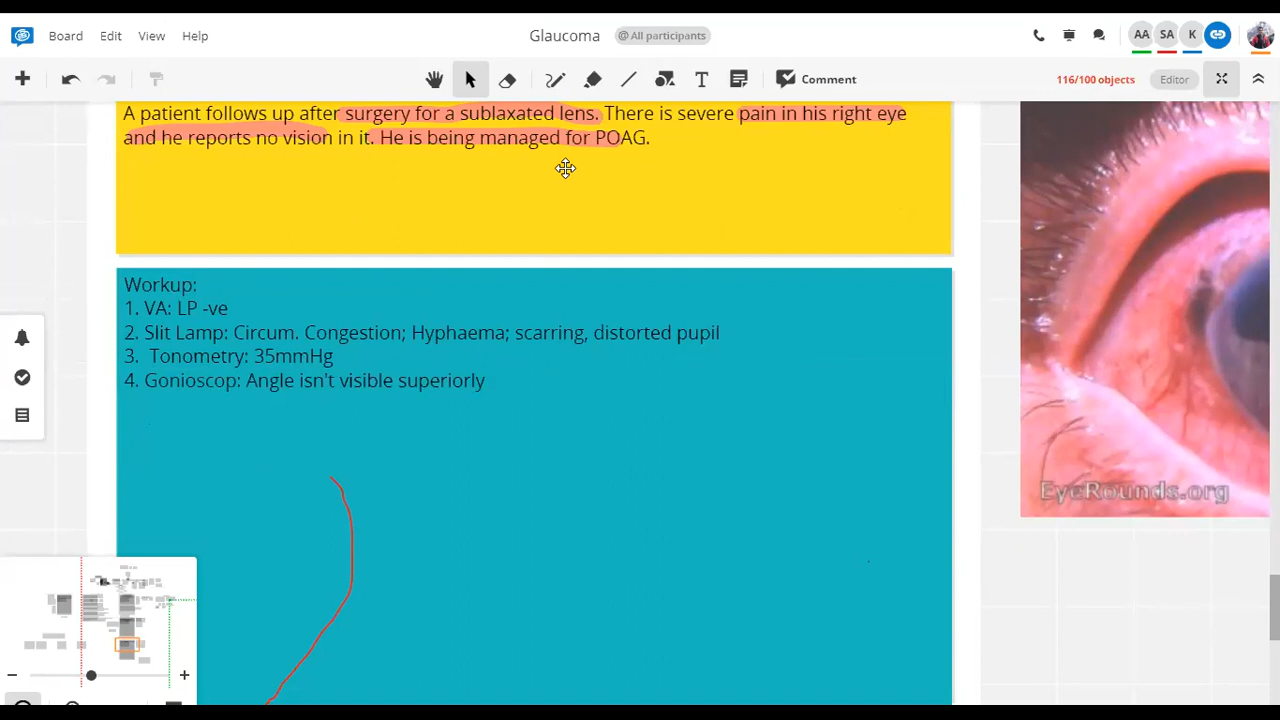 Board Edit View Help
Glaucoma @ All participants
AA SA K
Comment
116/100 objects
Editor
A patient follows up after surgery for a sublaxated lens. There is severe pain in his right eye
and he reports no vision in it. He is being managed for POAG.
Workup:
1. VA: LP -ve
2. Slit Lamp: Circum. Congestion; Hyphaema; scarring, distorted pupil
3. Tonometry: 35mmHg
4. Gonioscop: Angle isn't visible superiorly
EyeRounds.org